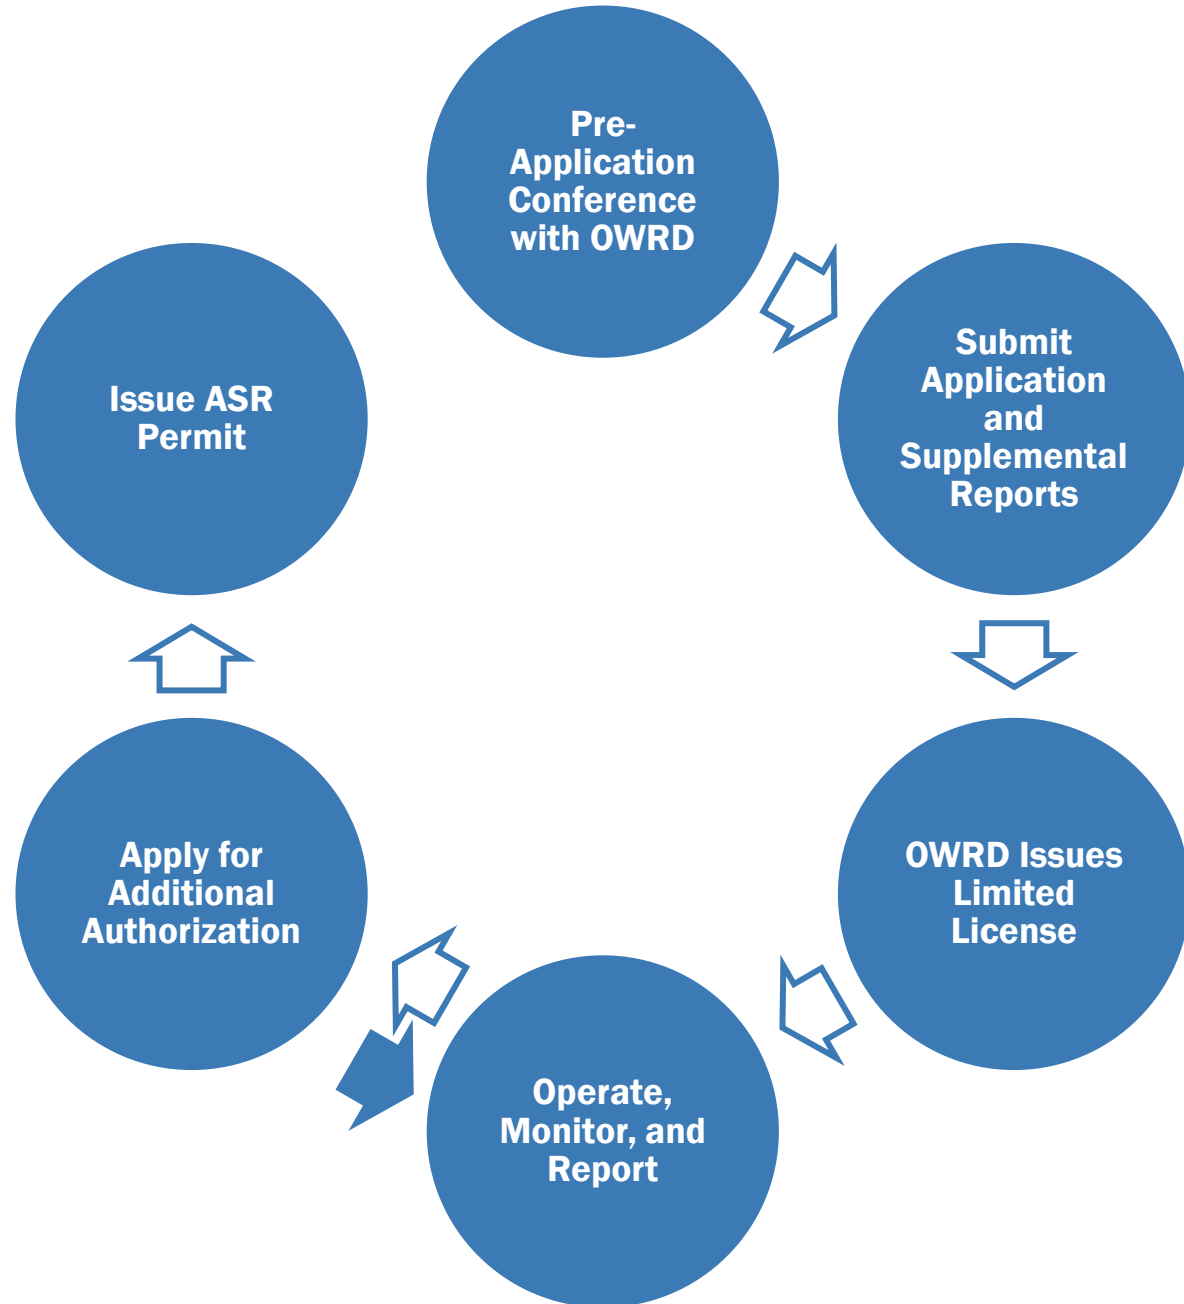 Pre-
Application
Conference
with OWRD
Submit
Application
and
Supplemental
Reports
OWRD Issues
Limited
License
Operate,
Monitor, and
Report
Apply for
Additional
Authorization
Issue ASR
Permit